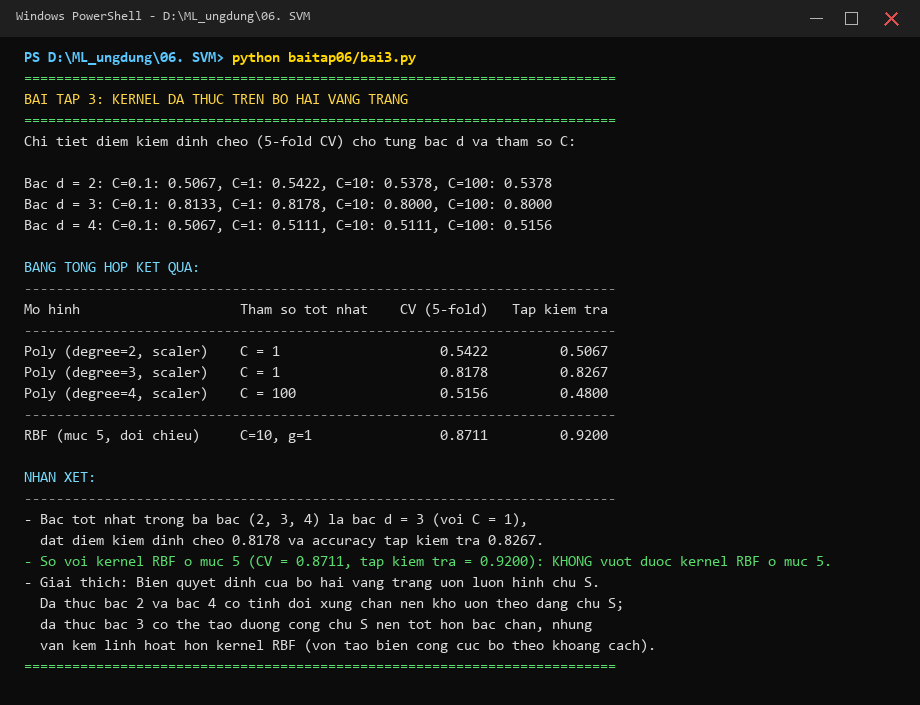 Windows PowerShell - D:\ML_ungdung\06. SVM
PS D:\ML_ungdung\06. SVM> python baitap06/bai3.py
==========================================================================
BAI TAP 3: KERNEL DA THUC TREN BO HAI VANG TRANG
==========================================================================
Chi tiet diem kiem dinh cheo (5-fold CV) cho tung bac d va tham so C:
Bac d = 2: C=0.1: 0.5067, C=1: 0.5422, C=10: 0.5378, C=100: 0.5378
Bac d = 3: C=0.1: 0.8133, C=1: 0.8178, C=10: 0.8000, C=100: 0.8000
Bac d = 4: C=0.1: 0.5067, C=1: 0.5111, C=10: 0.5111, C=100: 0.5156
BANG TONG HOP KET QUA:
--------------------------------------------------------------------------
Mo hinh                    Tham so tot nhat    CV (5-fold)   Tap kiem tra
--------------------------------------------------------------------------
Poly (degree=2, scaler)    C = 1                    0.5422         0.5067
Poly (degree=3, scaler)    C = 1                    0.8178         0.8267
Poly (degree=4, scaler)    C = 100                  0.5156         0.4800
--------------------------------------------------------------------------
RBF (muc 5, doi chieu)     C=10, g=1                0.8711         0.9200
NHAN XET:
--------------------------------------------------------------------------
- Bac tot nhat trong ba bac (2, 3, 4) la bac d = 3 (voi C = 1),
dat diem kiem dinh cheo 0.8178 va accuracy tap kiem tra 0.8267.
- So voi kernel RBF o muc 5 (CV = 0.8711, tap kiem tra = 0.9200): KHONG vuot duoc kernel RBF o muc 5.
- Giai thich: Bien quyet dinh cua bo hai vang trang uon luon hinh chu S.
Da thuc bac 2 va bac 4 co tinh doi xung chan nen kho uon theo dang chu S;
da thuc bac 3 co the tao duong cong chu S nen tot hon bac chan, nhung
van kem linh hoat hon kernel RBF (von tao bien cong cuc bo theo khoang cach).
==========================================================================